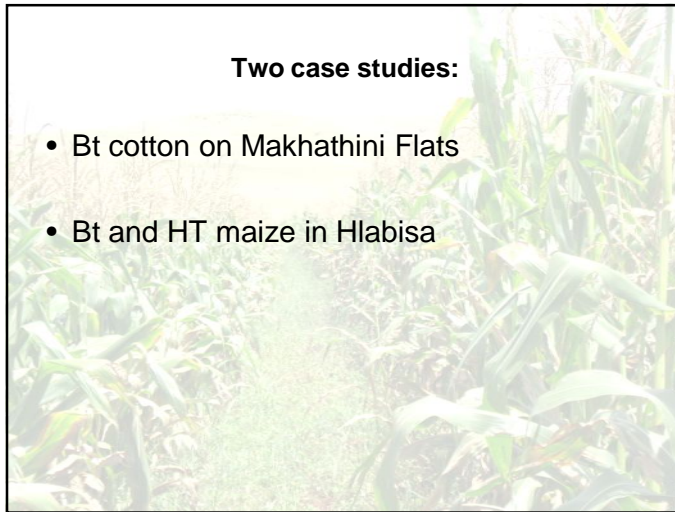 Two case studies:
• Bt cotton on Makhathini Flats
• Bt and HT maize in Hlabisa